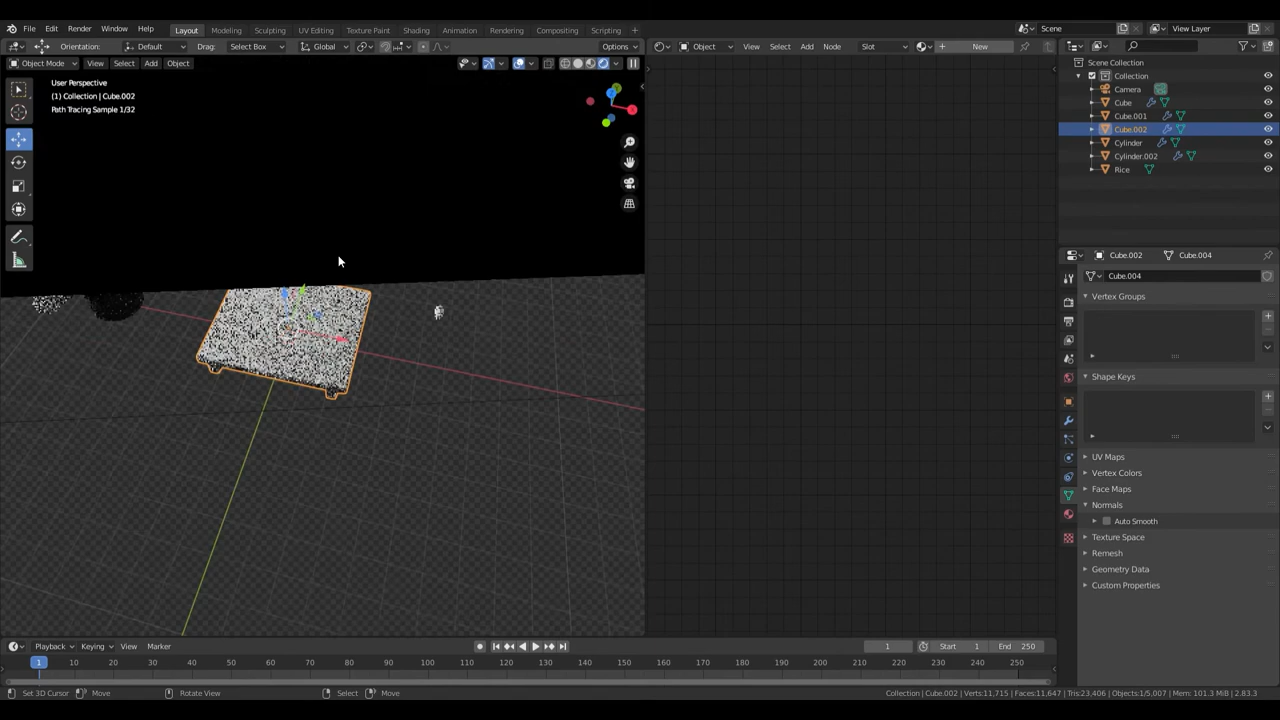 File Edit Render Window Help Layout Modeling Sculpting UV Editing Texture Paint Shading Animation Rendering Compositing Scripting + Scene View Layer
Orientation: Default Drag: Select Box Global Options Object View Select Add Node Slot New
Object Mode View Select Add Object
User Perspective
(1) Collection | Cube.002
Path Tracing Sample 1/32
Scene Collection
Collection
Camera
Cube
Cube.001
Cube.002
Cylinder
Cylinder.002
Rice
Cube.002 Cube.004
Cube.004
Vertex Groups
Shape Keys
UV Maps
Vertex Colors
Face Maps
Normals
Auto Smooth
Texture Space
Remesh
Geometry Data
Custom Properties
Playback Keying View Marker 1 Start 1 End 250
1 10 20 30 40 50 60 70 80 90 100 110 120 130 140 150 160 170 180 190 200 210 220 230 240 250
Set 3D Cursor Move Rotate View Select Move Collection | Cube.002 | Verts:11,715 | Faces:11,647 | Tris:23,406 | Objects:1/5,007 | Mem: 101.3 MiB | 2.83.3